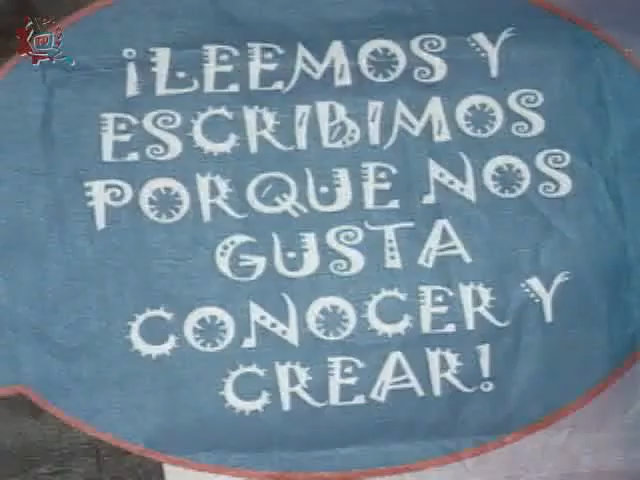 ¡LEEMOS Y
ESCRIBIMOS
PORQUE NOS
GUSTA
CONOCER Y
CREAR!